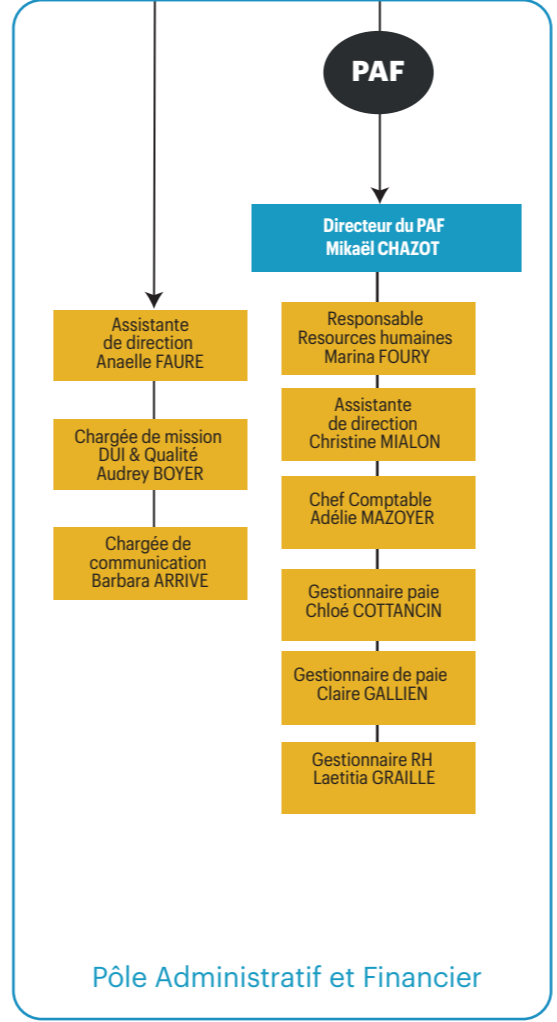 PAF
Directeur du PAF
Mikaël CHAZOT
Assistante
de direction
Anaelle FAURE
Chargée de mission
DUI & Qualité
Audrey BOYER
Chargée de
communication
Barbara ARRIVE
Responsable
Resources humaines
Marina FOURY
Assistante
de direction
Christine MIALON
Chef Comptable
Adélie MAZOYER
Gestionnaire paie
Chloé COTTANCIN
Gestionnaire de paie
Claire GALLIEN
Gestionnaire RH
Laetitia GRAILLE
Pôle Administratif et Financier